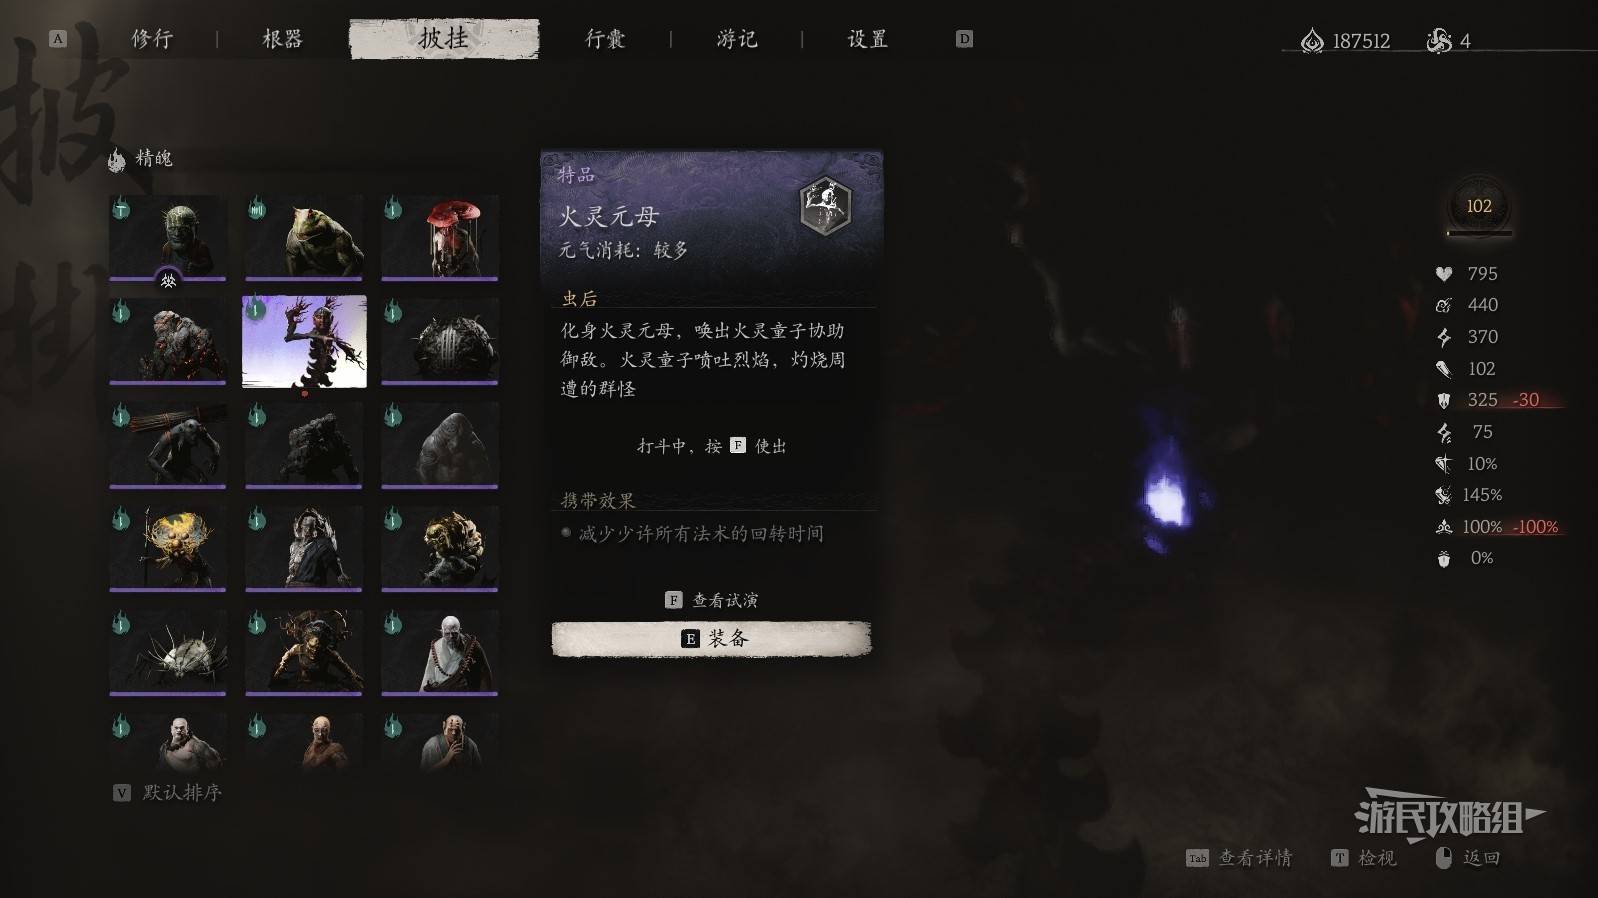 A 修行 | 根器 披挂 行囊 | 游记 | 设置 D
187512 4
披挂
精魄
特品
火灵元母
元气消耗：较多
虫后
化身火灵元母，唤出火灵童子协助
御敌。火灵童子喷吐烈焰，灼烧周
遭的群怪
打斗中，按 F 使出
携带效果
减少少许所有法术的回转时间
F 查看试演
E 装备
102
795
440
370
102
325 -30
75
10%
145%
100% -100%
0%
V 默认排序
游民攻略组
Tab 查看详情 T 检视 返回